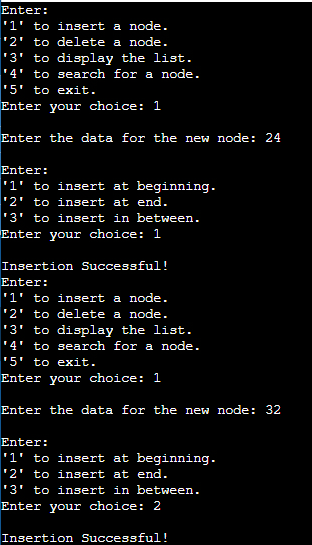 Enter:
'1' to insert a node.
'2' to delete a node.
'3' to display the list.
'4' to search for a node.
'5' to exit.
Enter your choice: 1
Enter the data for the new node: 24
Enter:
'1' to insert at beginning.
'2' to insert at end.
'3' to insert in between.
Enter your choice: 1
Insertion Successful!
Enter:
'1' to insert a node.
'2' to delete a node.
'3' to display the list.
'4' to search for a node.
'5' to exit.
Enter your choice: 1
Enter the data for the new node: 32
Enter:
'1' to insert at beginning.
'2' to insert at end.
'3' to insert in between.
Enter your choice: 2
Insertion Successful!